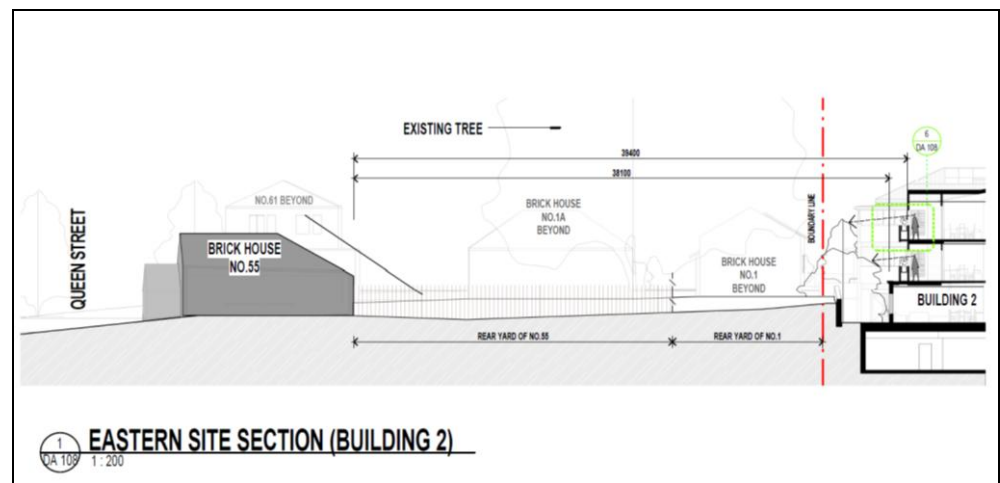 EXISTING TREE
6
DA 108
39400
38100
NO.61 BEYOND
BRICK HOUSE
NO.1A
BEYOND
QUEEN STREET
BRICK HOUSE
NO.55
BOUNDARY LINE
BRICK HOUSE
NO.1
BEYOND
BUILDING 2
REAR YARD OF NO.55
REAR YARD OF NO.1
1
DA 108
EASTERN SITE SECTION (BUILDING 2)
1 : 200